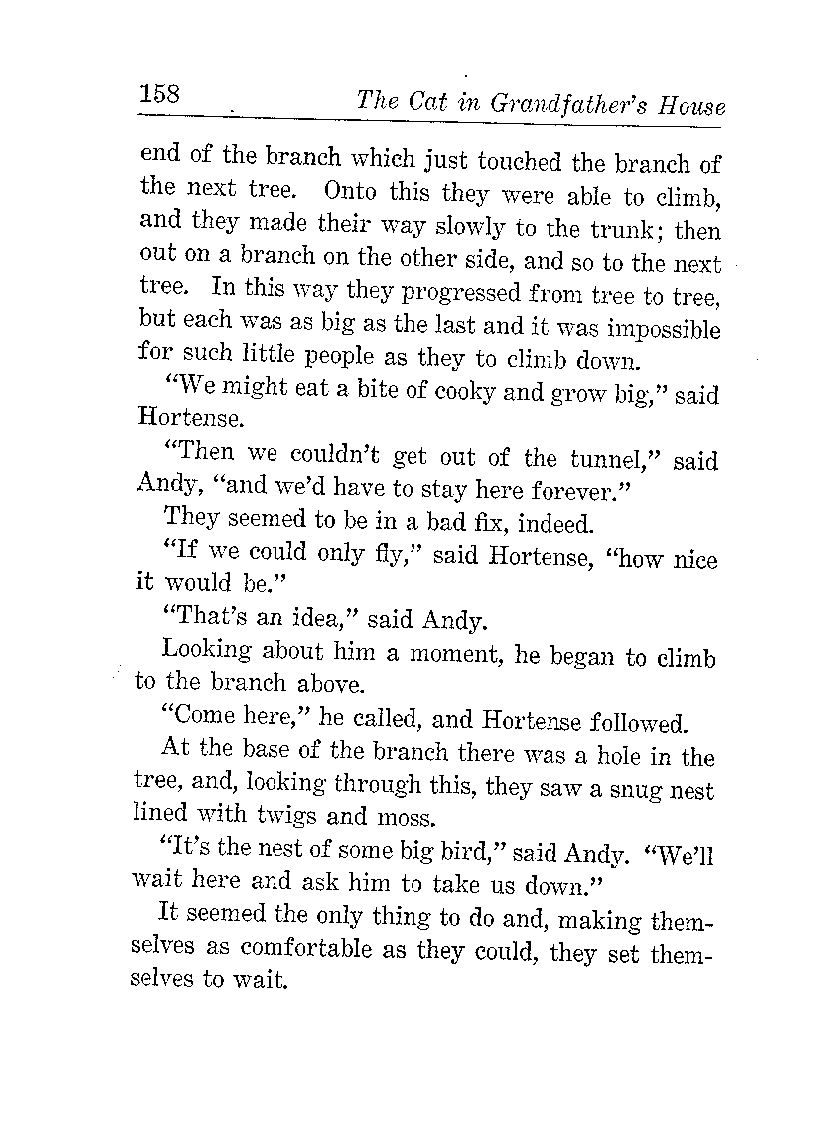 158 The Cat in Grandfather's House
end of the branch which just touched the branch of
the next tree. Onto this they were able to climb,
and they made their way slowly to the trunk; then
out on a branch on the other side, and so to the next
tree. In this way they progressed from tree to tree,
but each was as big as the last and it was impossible
for such little people as they to climb down.
"We might eat a bite of cooky and grow big," said
Hortense.
"Then we couldn't get out of the tunnel," said
Andy, "and we'd have to stay here forever."
They seemed to be in a bad fix, indeed.
"If we could only fly," said Hortense, "how nice
it would be."
"That's an idea," said Andy.
Looking about him a moment, he began to climb
to the branch above.
"Come here," he called, and Hortense followed.
At the base of the branch there was a hole in the
tree, and, looking through this, they saw a snug nest
lined with twigs and moss.
"It's the nest of some big bird," said Andy. "We'll
wait here and ask him to take us down."
It seemed the only thing to do and, making them-
selves as comfortable as they could, they set them-
selves to wait.